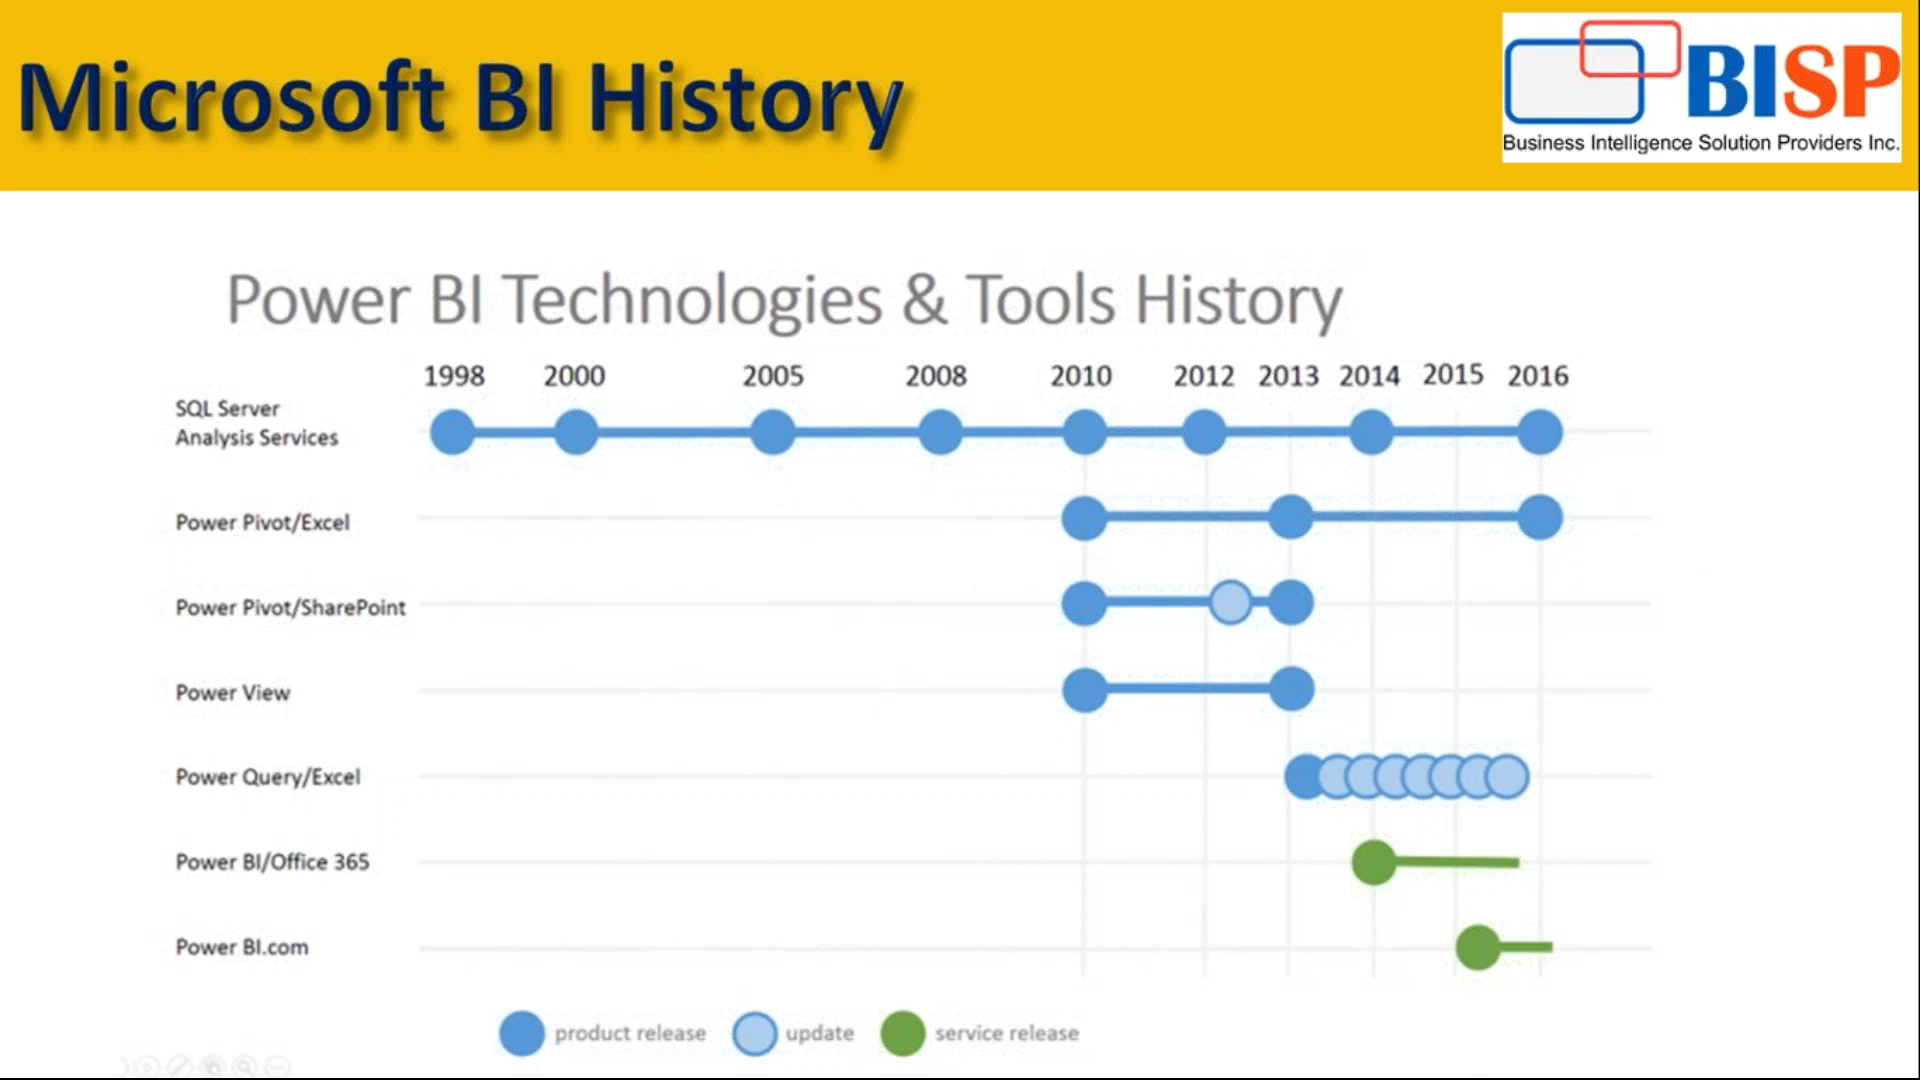 Microsoft BI History
BISP
Business Intelligence Solution Providers Inc.
Power BI Technologies & Tools History
1998 2000 2005 2008 2010 2012 2013 2014 2015 2016
SQL Server
Analysis Services
Power Pivot/Excel
Power Pivot/SharePoint
Power View
Power Query/Excel
Power BI/Office 365
Power BI.com
product release update service release